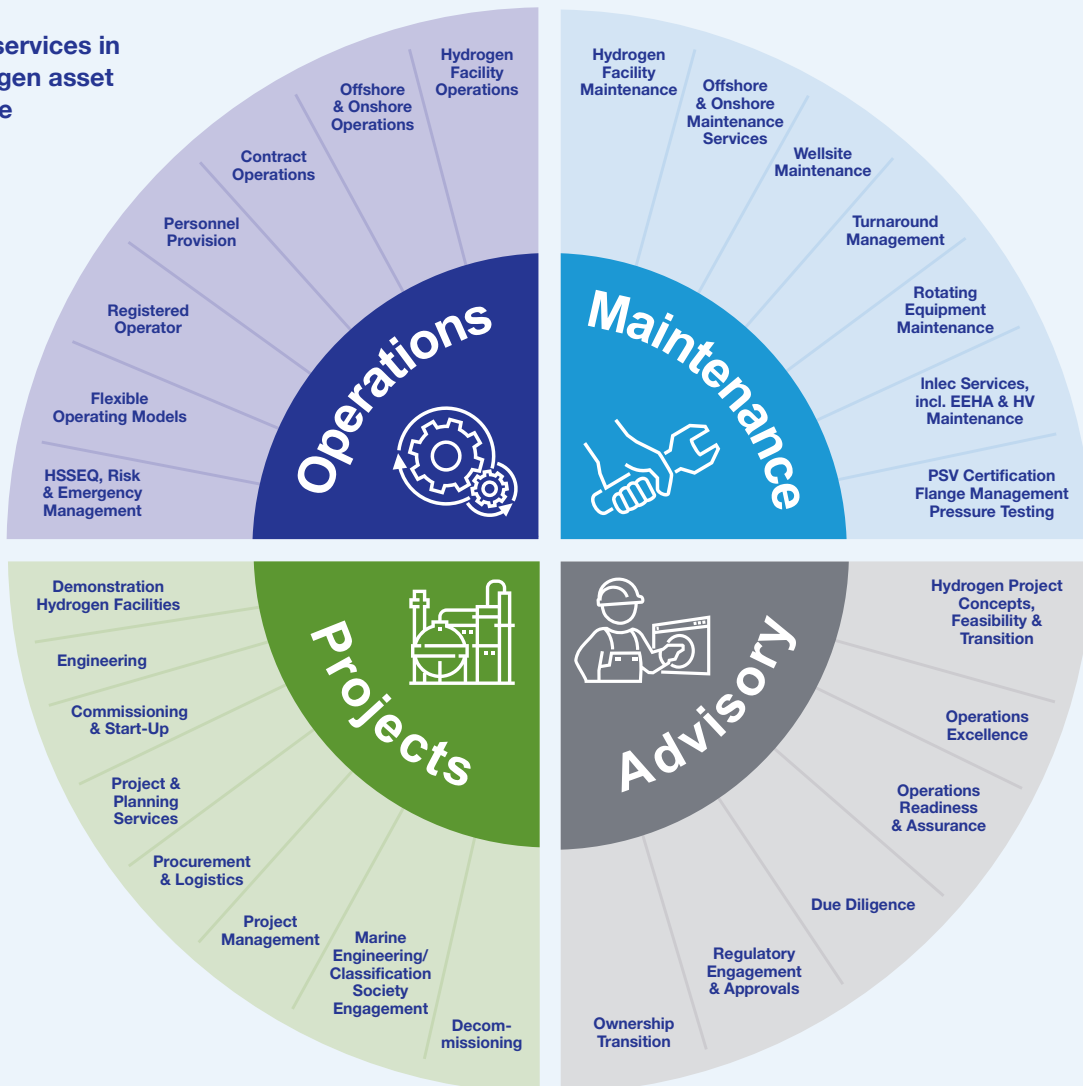 services in
gen asset
e
Hydrogen
Facility
Operations
Offshore
& Onshore
Operations
Contract
Operations
Personnel
Provision
Registered
Operator
Flexible
Operating Models
HSSEQ, Risk
& Emergency
Management
Operations
Hydrogen
Facility
Maintenance
Offshore
& Onshore
Maintenance
Services
Wellsite
Maintenance
Turnaround
Management
Rotating
Equipment
Maintenance
Inlec Services,
incl. EEHA & HV
Maintenance
PSV Certification
Flange Management
Pressure Testing
Maintenance
Demonstration
Hydrogen Facilities
Engineering
Commissioning
& Start-Up
Project &
Planning
Services
Procurement
& Logistics
Project
Management
Marine
Engineering/
Classification
Society
Engagement
Decom-
missioning
Projects
Hydrogen Project
Concepts,
Feasibility &
Transition
Operations
Excellence
Operations
Readiness
& Assurance
Due Diligence
Regulatory
Engagement
& Approvals
Ownership
Transition
Advisory